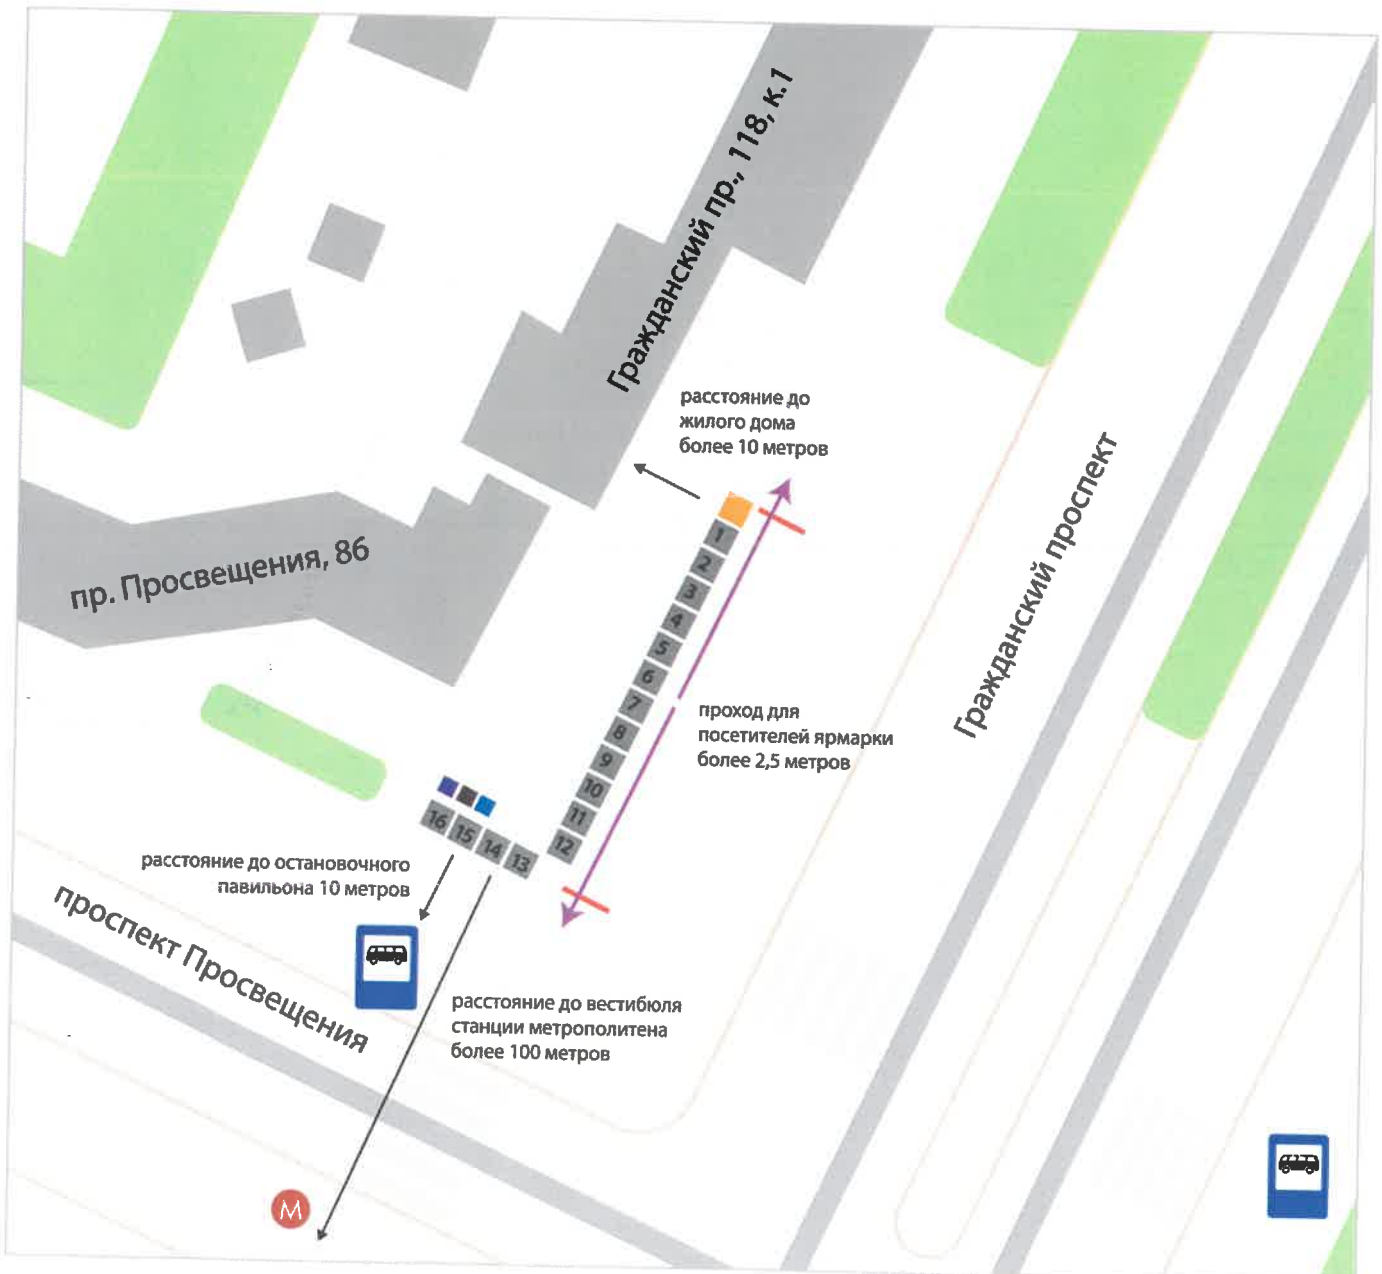 Гражданский пр., 118, к.1
расстояние до
жилого дома
более 10 метров
пр. Просвещения, 86
Гражданский проспект
1
2
3
4
5
6
7
8
9
10
11
12
проход для
посетителей ярмарки
более 2,5 метров
16
15
14
13
расстояние до остановочного
павильона 10 метров
проспект Просвещения
расстояние до вестибюля
станции метрополитена
более 100 метров
М